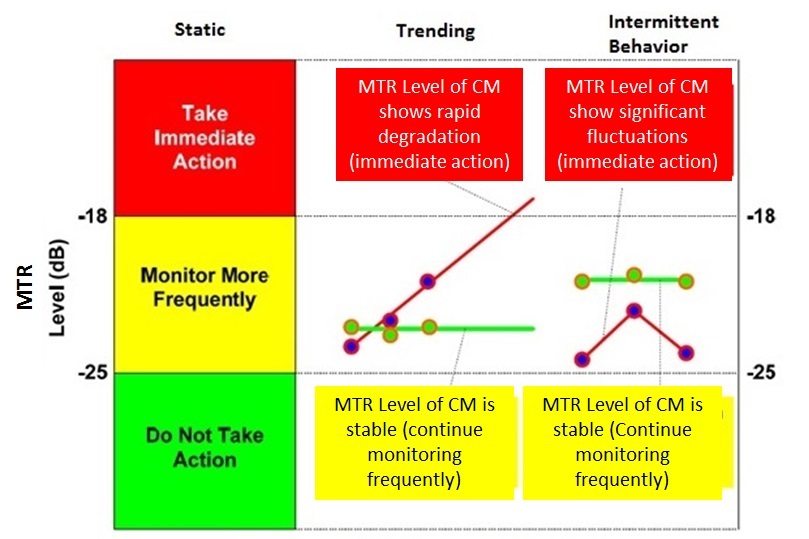 Static
Trending
Intermittent
Behavior
Take
Immediate
Action
MTR Level of CM
shows rapid
degradation
(immediate action)
MTR Level of CM
show significant
fluctuations
(immediate action)
-18
-18
MTR
Level (dB)
Monitor More
Frequently
-25
-25
Do Not Take
Action
MTR Level of CM is
stable (continue
monitoring
frequently)
MTR Level of CM is
stable (Continue
monitoring
frequently)